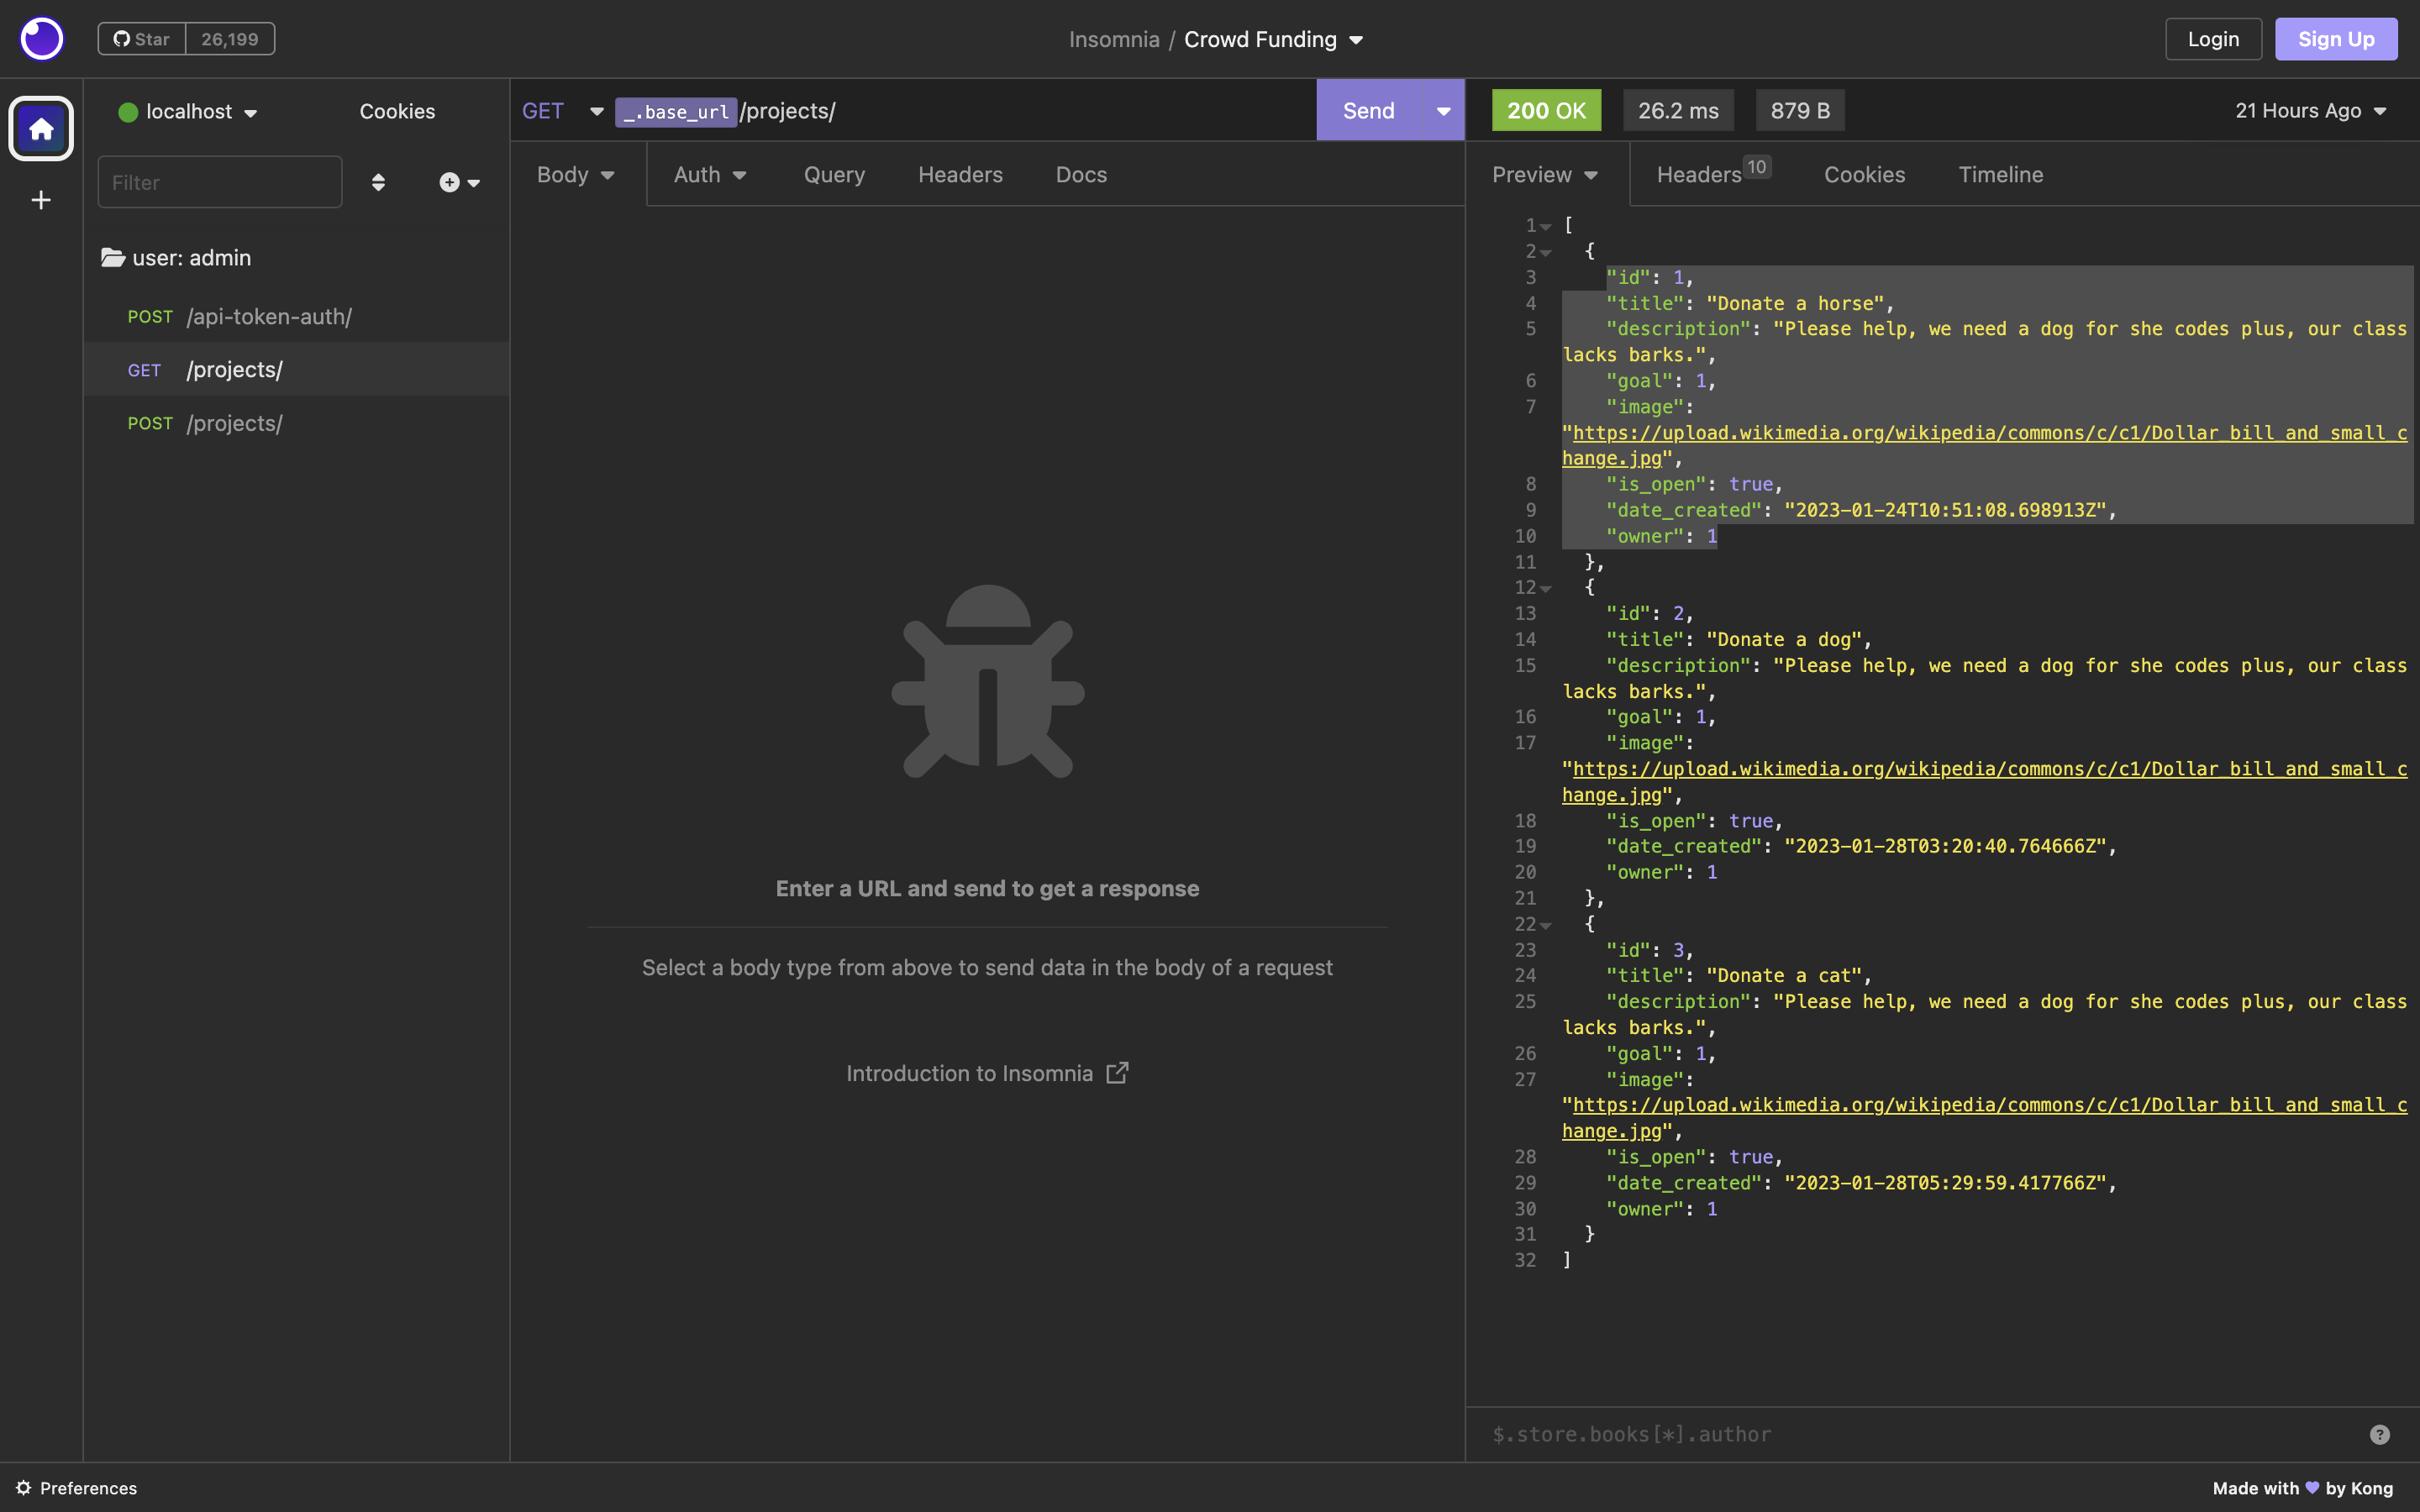 Star 26,199
Insomnia / Crowd Funding
Login
Sign Up
localhost
Cookies
Filter
user: admin
POST /api-token-auth/
GET /projects/
POST /projects/
GET _.base_url/projects/
Send
Body
Auth
Query
Headers
Docs
Enter a URL and send to get a response
Select a body type from above to send data in the body of a request
Introduction to Insomnia
200 OK
26.2 ms
879 B
21 Hours Ago
Preview
Headers 10
Cookies
Timeline
1 [
2 {
3 "id": 1,
4 "title": "Donate a horse",
5 "description": "Please help, we need a dog for she codes plus, our class
lacks barks.",
6 "goal": 1,
7 "image":
"https://upload.wikimedia.org/wikipedia/commons/c/c1/Dollar_bill_and_small_c
hange.jpg",
8 "is_open": true,
9 "date_created": "2023-01-24T10:51:08.698913Z",
10 "owner": 1
11 },
12 {
13 "id": 2,
14 "title": "Donate a dog",
15 "description": "Please help, we need a dog for she codes plus, our class
lacks barks.",
16 "goal": 1,
17 "image":
"https://upload.wikimedia.org/wikipedia/commons/c/c1/Dollar_bill_and_small_c
hange.jpg",
18 "is_open": true,
19 "date_created": "2023-01-28T03:20:40.764666Z",
20 "owner": 1
21 },
22 {
23 "id": 3,
24 "title": "Donate a cat",
25 "description": "Please help, we need a dog for she codes plus, our class
lacks barks.",
26 "goal": 1,
27 "image":
"https://upload.wikimedia.org/wikipedia/commons/c/c1/Dollar_bill_and_small_c
hange.jpg",
28 "is_open": true,
29 "date_created": "2023-01-28T05:29:59.417766Z",
30 "owner": 1
31 }
32 ]
$.store.books[*].author
Preferences
Made with by Kong